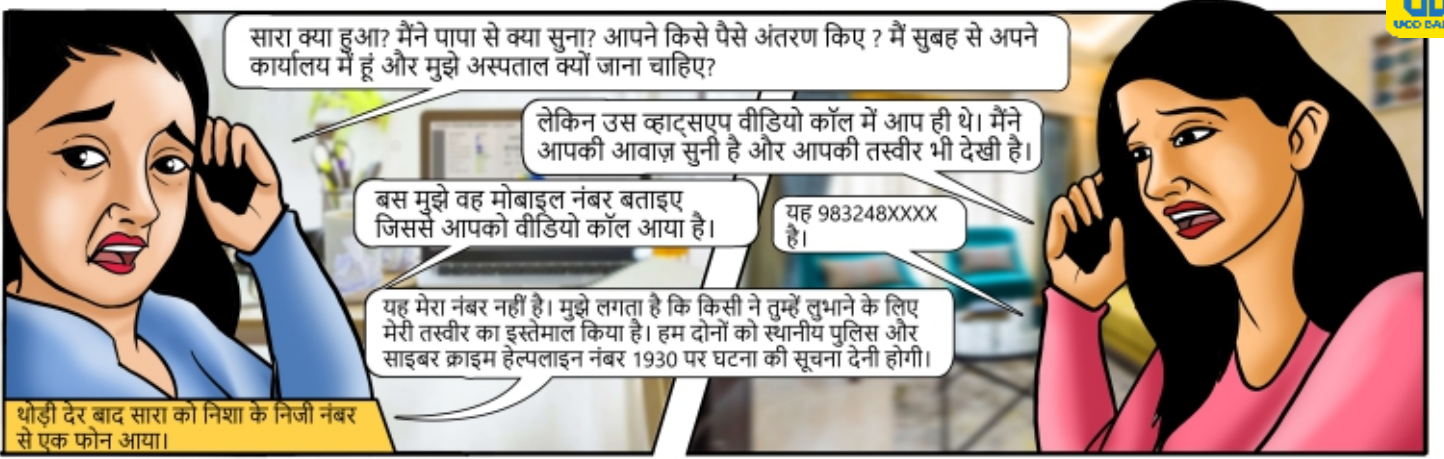 सारा क्या हुआ? मैंने पापा से क्या सुना? आपने किसे पैसे अंतरण किए ? मैं सुबह से अपने
कार्यालय में हूं और मुझे अस्पताल क्यों जाना चाहिए?
लेकिन उस व्हाट्सएप वीडियो कॉल में आप ही थे। मैंने
आपकी आवाज़ सुनी है और आपकी तस्वीर भी देखी है।
बस मुझे वह मोबाइल नंबर बताइए
जिससे आपको वीडियो कॉल आया है।
यह 983248XXXX
है।
यह मेरा नंबर नहीं है। मुझे लगता है कि किसी ने तुम्हें लुभाने के लिए
मेरी तस्वीर का इस्तेमाल किया है। हम दोनों को स्थानीय पुलिस और
साइबर क्राइम हेल्पलाइन नंबर 1930 पर घटना की सूचना देनी होगी।
थोड़ी देर बाद सारा को निशा के निजी नंबर
से एक फोन आया।
UCO